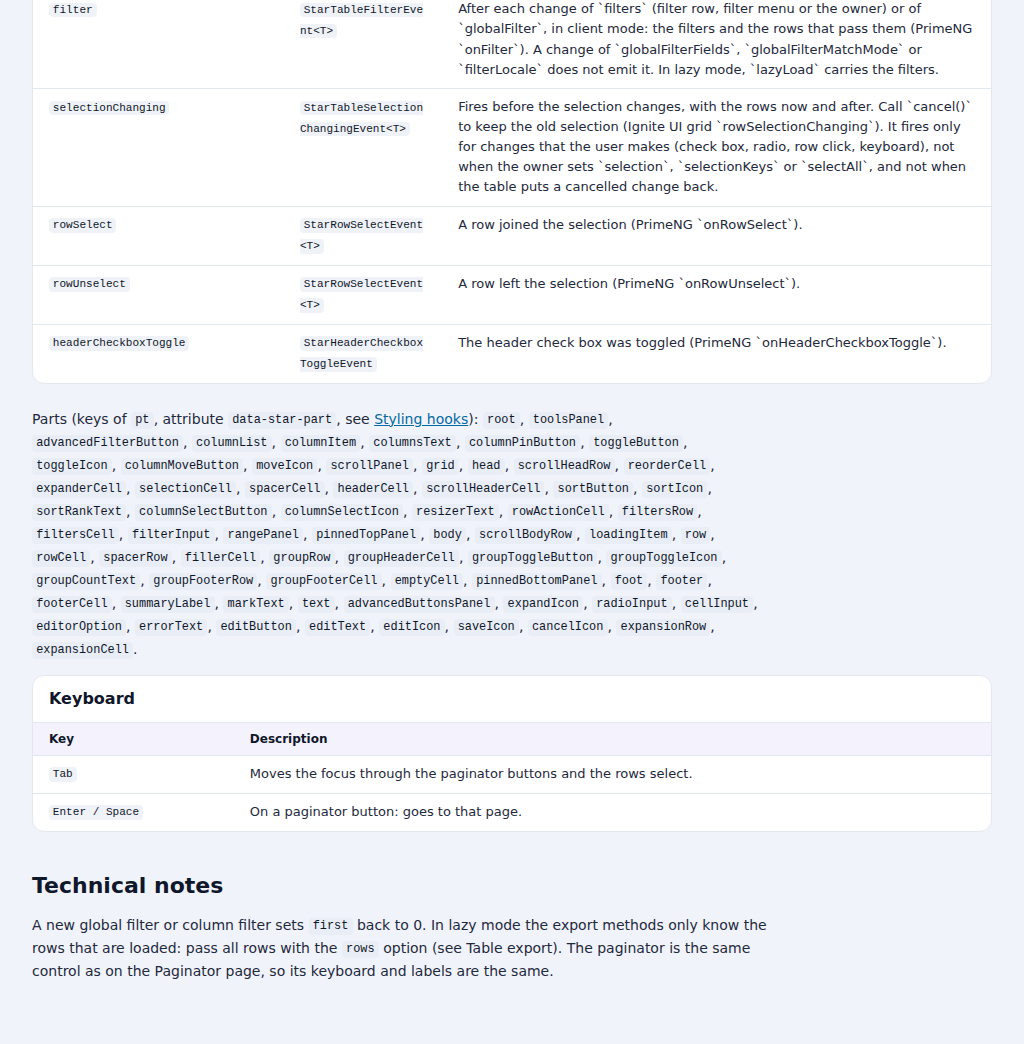 filter StarTableFilterEve After each change of `filters` (filter row, filter menu or the owner) or of
nt<T> `globalFilter`, in client mode: the filters and the rows that pass them (PrimeNG
`onFilter`). A change of `globalFilterFields`, `globalFilterMatchMode` or
`filterLocale` does not emit it. In lazy mode, `lazyLoad` carries the filters.
selectionChanging StarTableSelection Fires before the selection changes, with the rows now and after. Call `cancel()`
ChangingEvent<T> to keep the old selection (Ignite UI grid `rowSelectionChanging`). It fires only
for changes that the user makes (check box, radio, row click, keyboard), not
when the owner sets `selection`, `selectionKeys` or `selectAll`, and not when
the table puts a cancelled change back.
rowSelect StarRowSelectEvent A row joined the selection (PrimeNG `onRowSelect`).
<T>
rowUnselect StarRowSelectEvent A row left the selection (PrimeNG `onRowUnselect`).
<T>
headerCheckboxToggle StarHeaderCheckbox The header check box was toggled (PrimeNG `onHeaderCheckboxToggle`).
ToggleEvent
Parts (keys of pt, attribute data-star-part, see Styling hooks): root, toolsPanel,
advancedFilterButton, columnList, columnItem, columnsText, columnPinButton, toggleButton,
toggleIcon, columnMoveButton, moveIcon, scrollPanel, grid, head, scrollHeadRow, reorderCell,
expanderCell, selectionCell, spacerCell, headerCell, scrollHeaderCell, sortButton, sortIcon,
sortRankText, columnSelectButton, columnSelectIcon, resizerText, rowActionCell, filtersRow,
filtersCell, filterInput, rangePanel, pinnedTopPanel, body, scrollBodyRow, loadingItem, row,
rowCell, spacerRow, fillerCell, groupRow, groupHeaderCell, groupToggleButton, groupToggleIcon,
groupCountText, groupFooterRow, groupFooterCell, emptyCell, pinnedBottomPanel, foot, footer,
footerCell, summaryLabel, markText, text, advancedButtonsPanel, expandIcon, radioInput, cellInput,
editorOption, errorText, editButton, editText, editIcon, saveIcon, cancelIcon, expansionRow,
expansionCell.
Keyboard
Key Description
Tab Moves the focus through the paginator buttons and the rows select.
Enter / Space On a paginator button: goes to that page.
Technical notes
A new global filter or column filter sets first back to 0. In lazy mode the export methods only know the
rows that are loaded: pass all rows with the rows option (see Table export). The paginator is the same
control as on the Paginator page, so its keyboard and labels are the same.